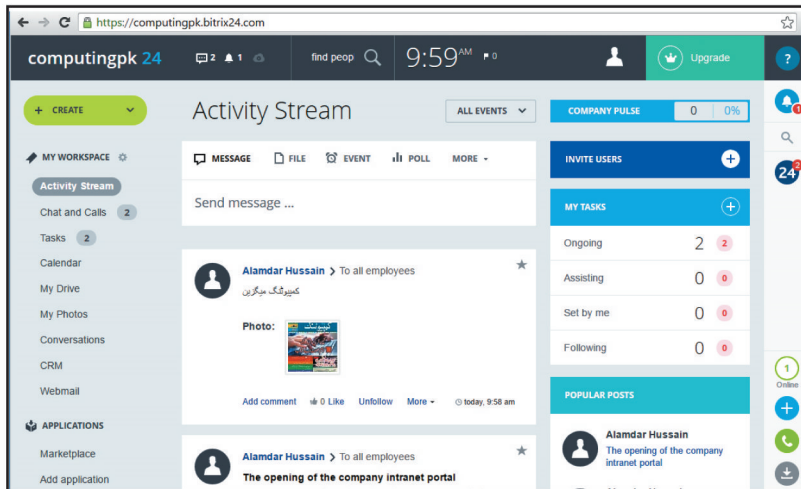 https://computingpk.bitrix24.com
computingpk 24
2
1
find peop
9:59 AM
0
Upgrade
?
+ CREATE
Activity Stream
ALL EVENTS
COMPANY PULSE
0
0%
1
MY WORKSPACE
MESSAGE
FILE
EVENT
POLL
MORE
INVITE USERS
24
2
Activity Stream
Send message ...
MY TASKS
Chat and Calls 2
Tasks 2
Ongoing 2 2
Calendar
Alamdar Hussain > To all employees
Assisting 0 0
My Drive
کمپیوٹنگ میگزین
My Photos
Photo:
Set by me 0 0
Conversations
Following 0 0
CRM
1
Online
Webmail
Add comment
0 Like
Unfollow
More
today, 9:58 am
POPULAR POSTS
APPLICATIONS
Marketplace
Alamdar Hussain > To all employees
Alamdar Hussain
The opening of the company
intranet portal
Add application
The opening of the company intranet portal